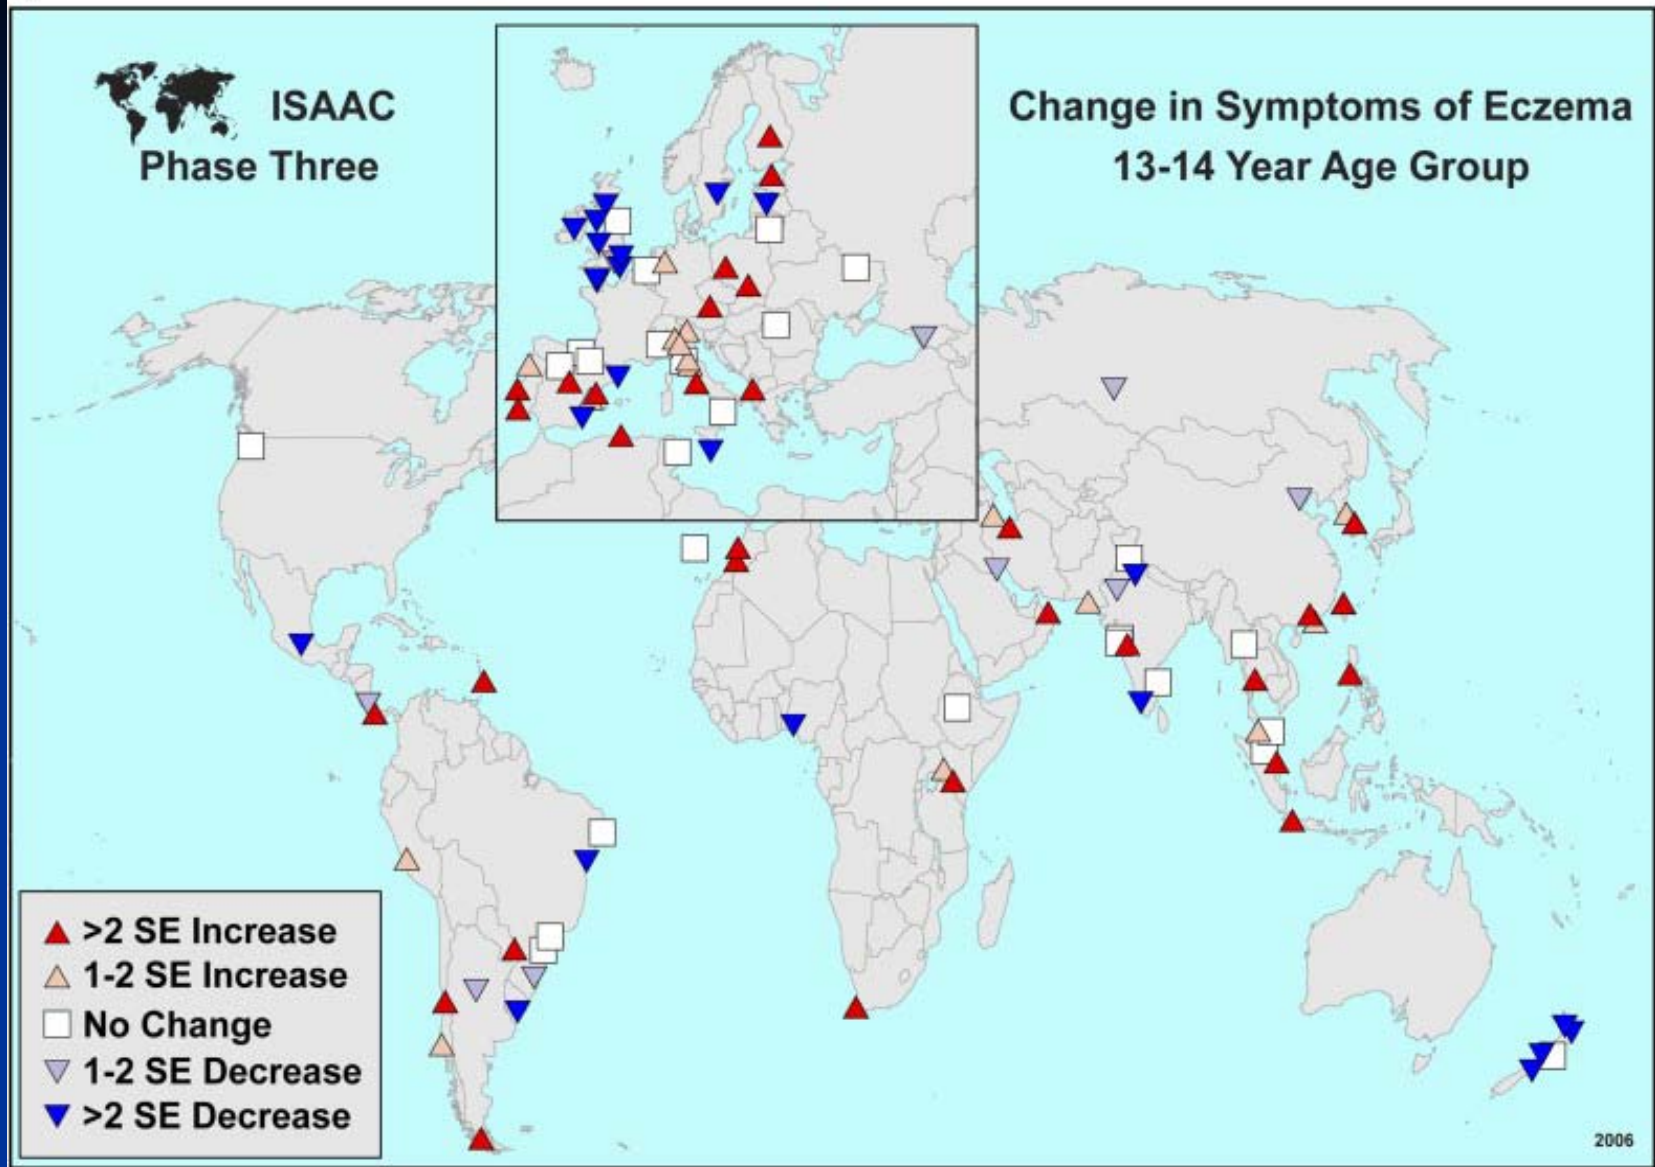 ISAAC
Phase Three
Change in Symptoms of Eczema
13-14 Year Age Group
>2 SE Increase
1-2 SE Increase
No Change
1-2 SE Decrease
>2 SE Decrease
2006